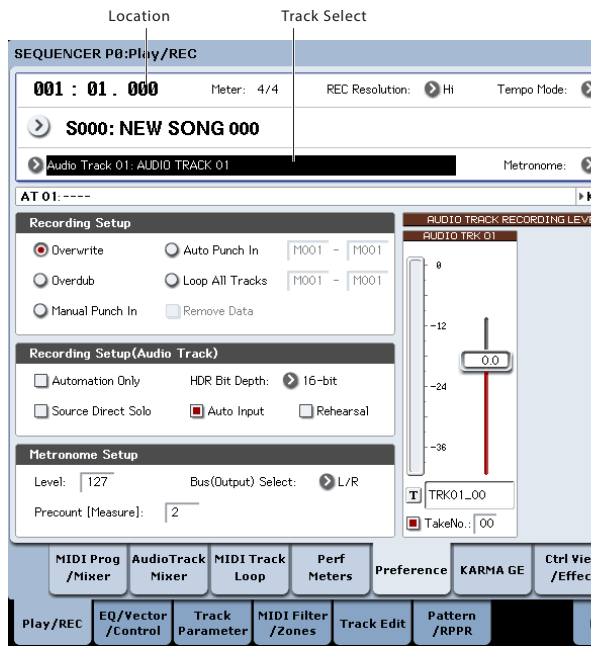 Location Track Select
SEQUENCER P0:Play/REC
001 : 01 . 000 Meter: 4/4 REC Resolution: Hi Tempo Mode:
S000: NEW SONG 000
Audio Track 01: AUDIO TRACK 01 Metronome:
AT 01:----
Recording Setup
Overwrite Auto Punch In M001 - M001
Overdub Loop All Tracks M001 - M001
Manual Punch In Remove Data
Recording Setup(Audio Track)
Automation Only HDR Bit Depth: 16-bit
Source Direct Solo Auto Input Rehearsal
Metronome Setup
Level: 127 Bus(Output) Select: L/R
Precount [Measure]: 2
AUDIO TRACK RECORDING LEVE
AUDIO TRK 01
0
-12
0.0
-24
-36
T TRK01_00
TakeNo.: 00
MIDI Prog /Mixer AudioTrack Mixer MIDI Track Loop Perf Meters Preference KARMA GE Ctrl Vie /Effec
Play/REC EQ/Vector /Control Track Parameter MIDI Filter /Zones Track Edit Pattern /RPPR